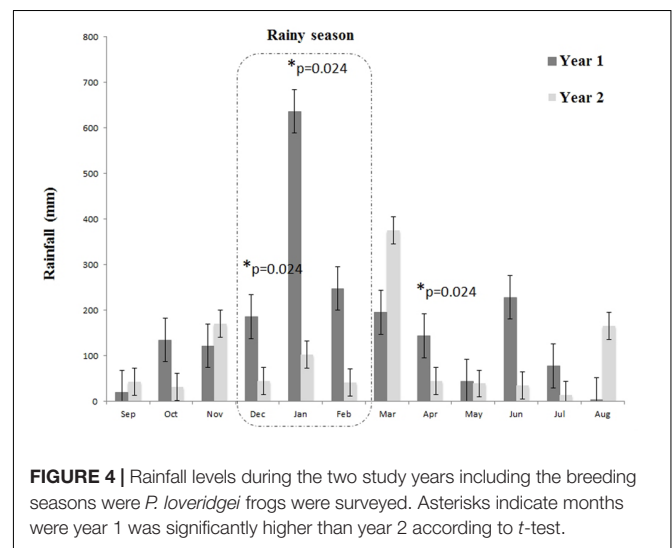 Rainy season
800
700
600
500
400
300
200
100
0
Rainfall (mm)
*p=0.024
*p=0.024
*p=0.024
Year 1
Year 2
Sep Oct Nov Dec Jan Feb Mar Apr May Jun Jul Aug
FIGURE 4 | Rainfall levels during the two study years including the breeding
seasons were P. loveridgei frogs were surveyed. Asterisks indicate months
were year 1 was significantly higher than year 2 according to t-test.